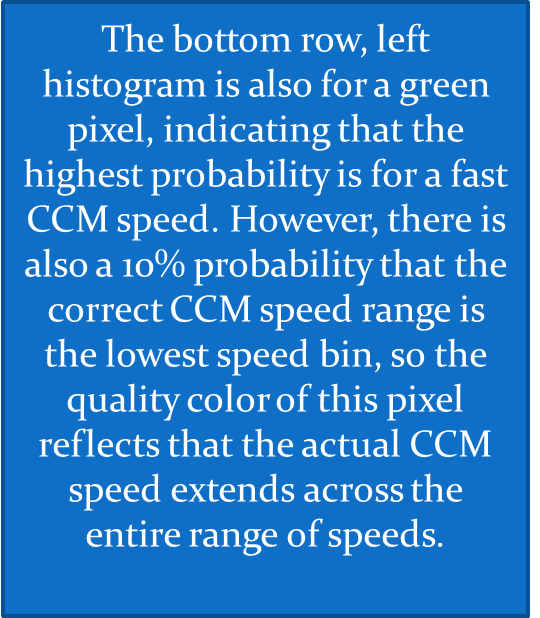 The bottom row, left
histogram is also for a green
pixel, indicating that the
highest probability is for a fast
CCM speed. However, there is
also a 10% probability that the
correct CCM speed range is
the lowest speed bin, so the
quality color of this pixel
reflects that the actual CCM
speed extends across the
entire range of speeds.